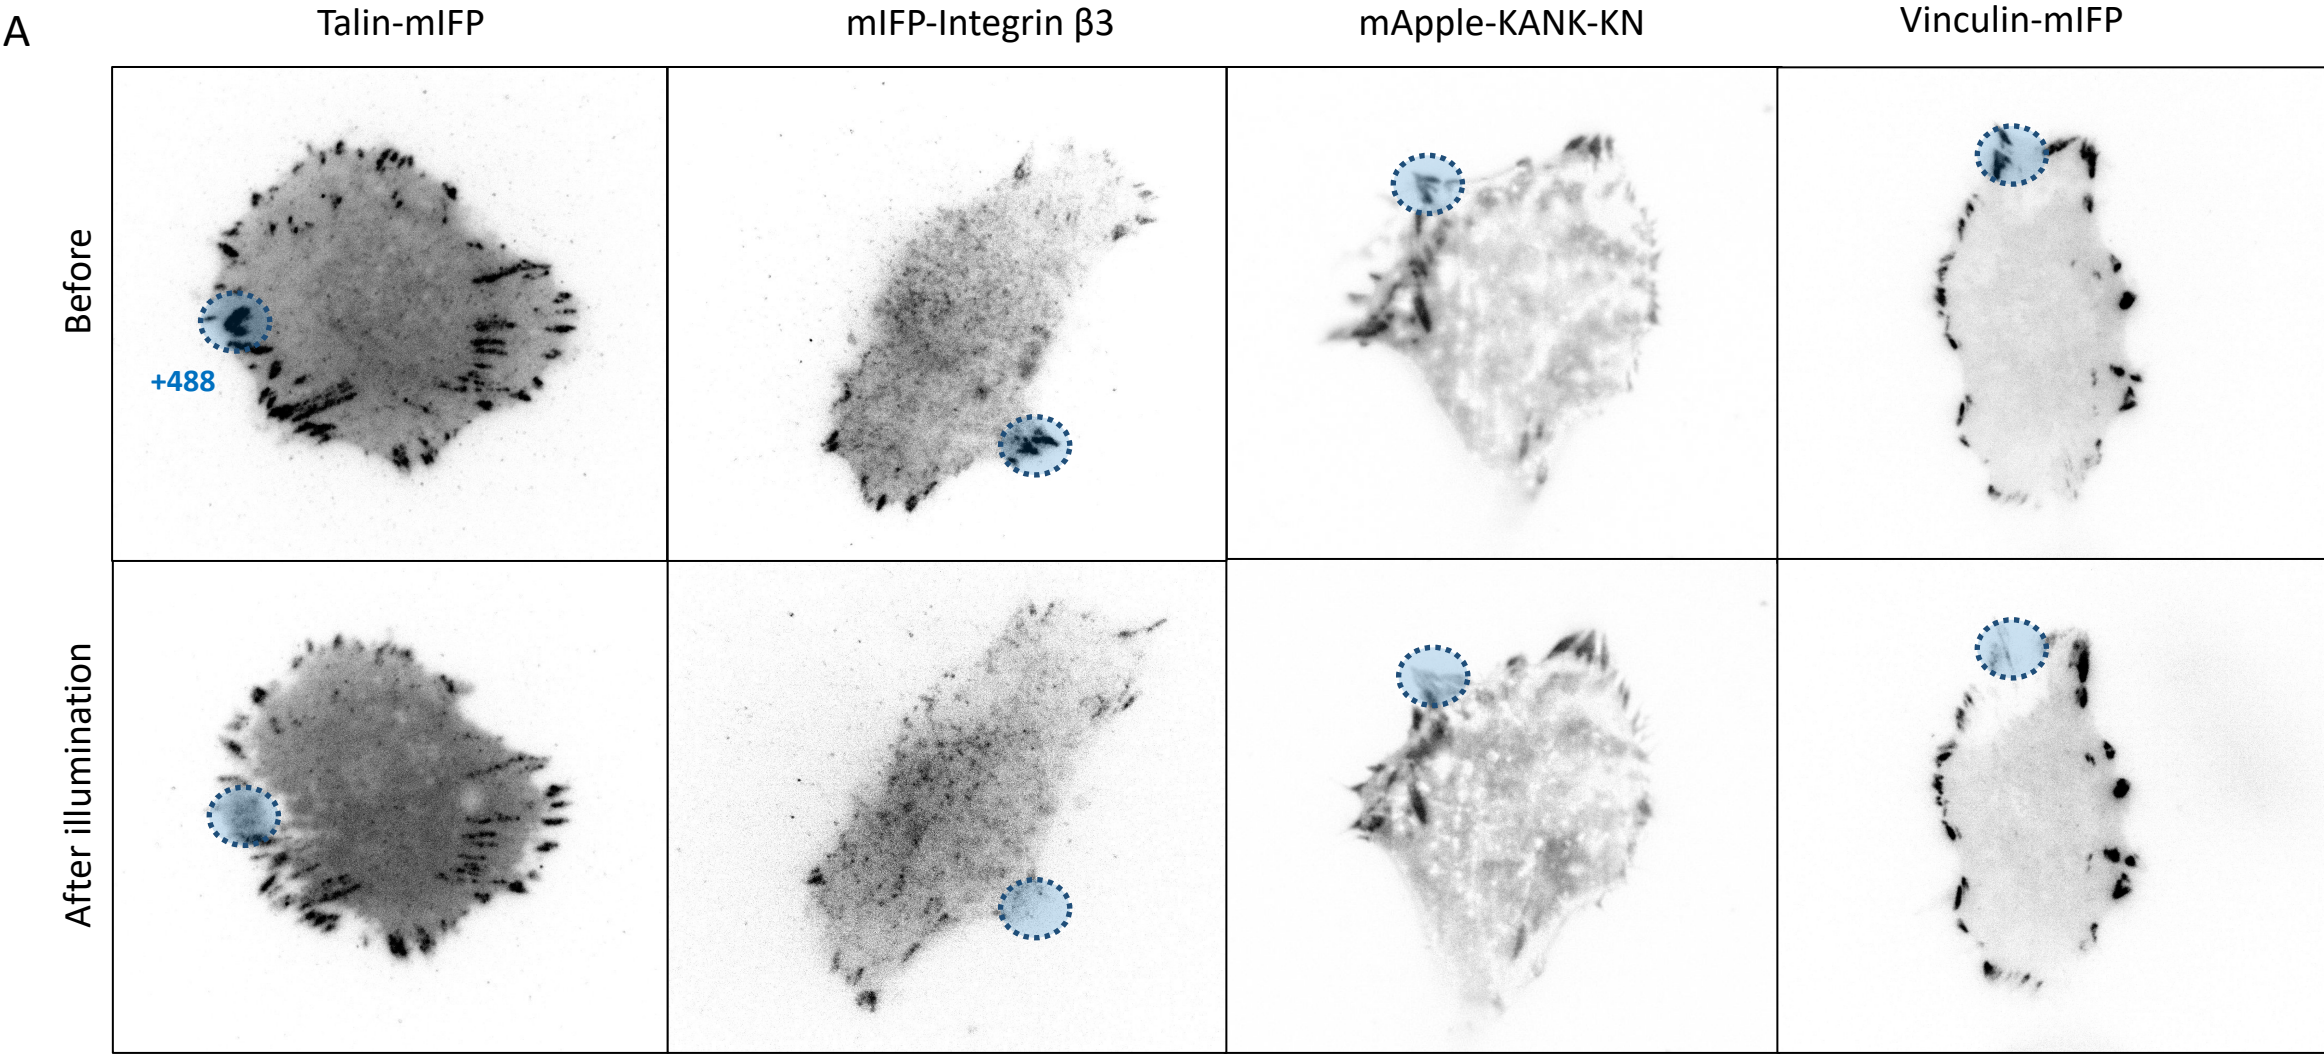 A
Talin-mIFP
mIFP-Integrin β3
mApple-KANK-KN
Vinculin-mIFP
Before
+488
After illumination